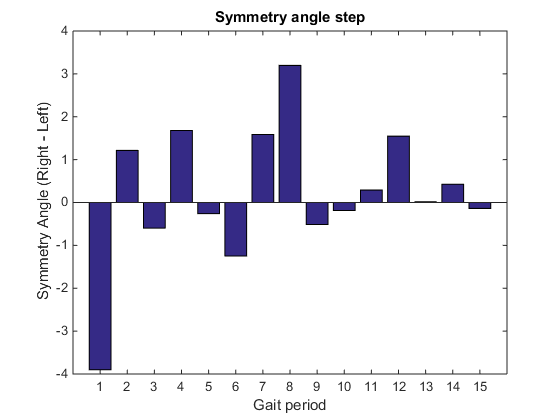 Symmetry angle step
4
3
2
1
0
-1
-2
-3
-4
Symmetry Angle (Right - Left)
1 2 3 4 5 6 7 8 9 10 11 12 13 14 15
Gait period